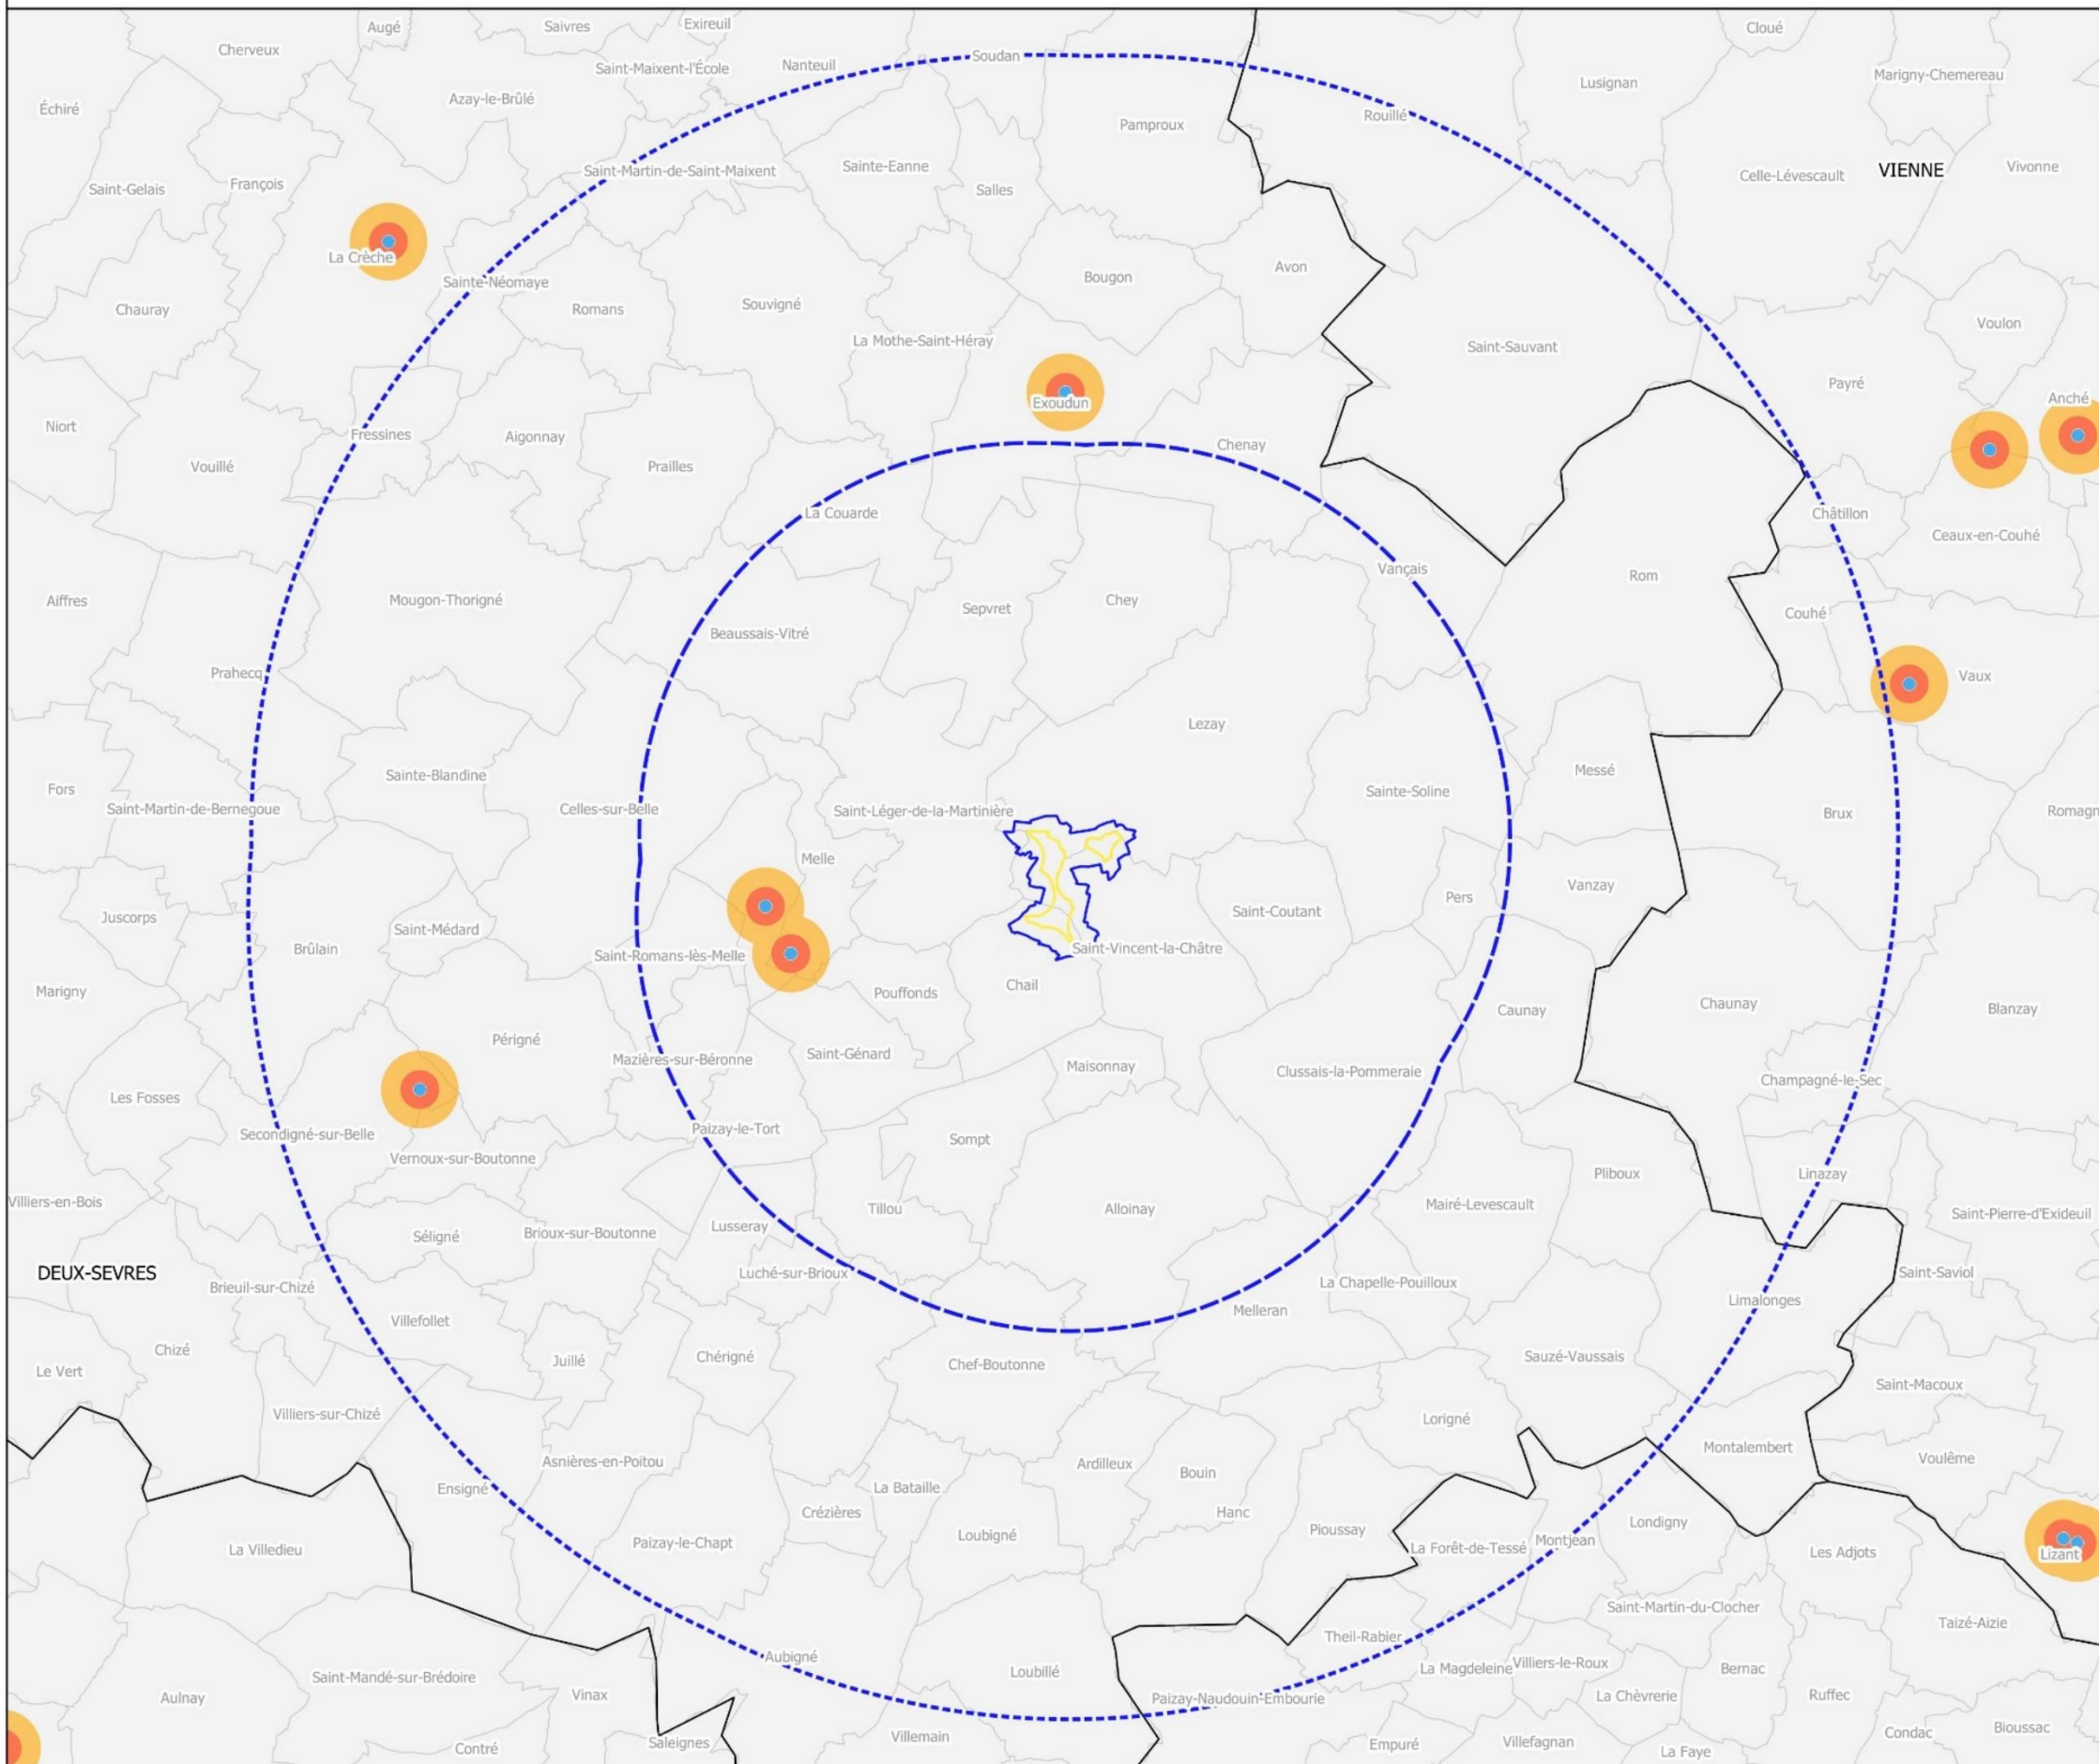 Augé
Saivres
Exireuil
Cloué
Cherveux
Soudan
Saint-Maixent-l'École
Nanteuil
Lusignan
Marigny-Chemereau
Azay-le-Brûlé
Échiré
Rouillé
Pamproux
Saint-Martin-de-Saint-Maixent
Sainte-Eanne
VIENNE
Vivonne
Celle-Lévescault
Saint-Gelais
François
Salles
La Crèche
Avon
Bougon
Sainte-Néomaye
Souvigné
Chauray
Romans
Voulon
La Mothe-Saint-Héray
Saint-Sauvant
Payré
Anché
Exoudun
Niort
Fressines
Aigonnay
Chenay
Vouillé
Prailles
La Couarde
Châtillon
Ceaux-en-Couhé
Vançais
Rom
Aiffres
Mougon-Thorigné
Chey
Sepvret
Couhé
Beaussais-Vitré
Prahecq
Vaux
Lezay
Messé
Sainte-Blandine
Fors
Sainte-Soline
Saint-Martin-de-Bernegoue
Celles-sur-Belle
Saint-Léger-de-la-Martinière
Brux
Romagn
Melle
Vanzay
Pers
Juscorps
Saint-Coutant
Saint-Médard
Brûlain
Saint-Romans-lès-Melle
Saint-Vincent-la-Châtre
Marigny
Pouffonds
Chail
Chaunay
Caunay
Blanzay
Périgné
Mazières-sur-Béronne
Saint-Génard
Maisonnay
Clussais-la-Pommeraie
Champagné-le-Sec
Les Fosses
Secondigné-sur-Belle
Paizay-le-Tort
Sompt
Vernoux-sur-Boutonne
Pliboux
Linazay
Villiers-en-Bois
Tillou
Alloinay
Mairé-Levescault
Saint-Pierre-d'Exideuil
Séligné
Brioux-sur-Boutonne
Lusseray
DEUX-SEVRES
Luché-sur-Brioux
Saint-Saviol
Brieuil-sur-Chizé
La Chapelle-Pouilloux
Limalonges
Melleran
Villefollet
Chizé
Juillé
Chérigné
Chef-Boutonne
Sauzé-Vaussais
Le Vert
Saint-Macoux
Villiers-sur-Chizé
Lorigné
Montalembert
Asnières-en-Poitou
Ardilleux
Voulême
Bouin
Ensigné
La Bataille
Crézières
Hanc
Londigny
Pioussay
Loubigné
Paizay-le-Chapt
Montjean
La Villedieu
La Forêt-de-Tessé
Les Adjots
Lizant
Saint-Martin-du-Clocher
Taizé-Aizie
Theil-Rabier
Aubigné
Villiers-le-Roux
La Magdeleine
Bernac
Loubillé
Saint-Mandé-sur-Brédoire
Vinax
La Chèvrerie
Ruffec
Aulnay
Paizay-Naudouin-Embourie
Bioussac
Condac
Villemain
Saleignes
Villefagnan
Empuré
Contré
La Faye